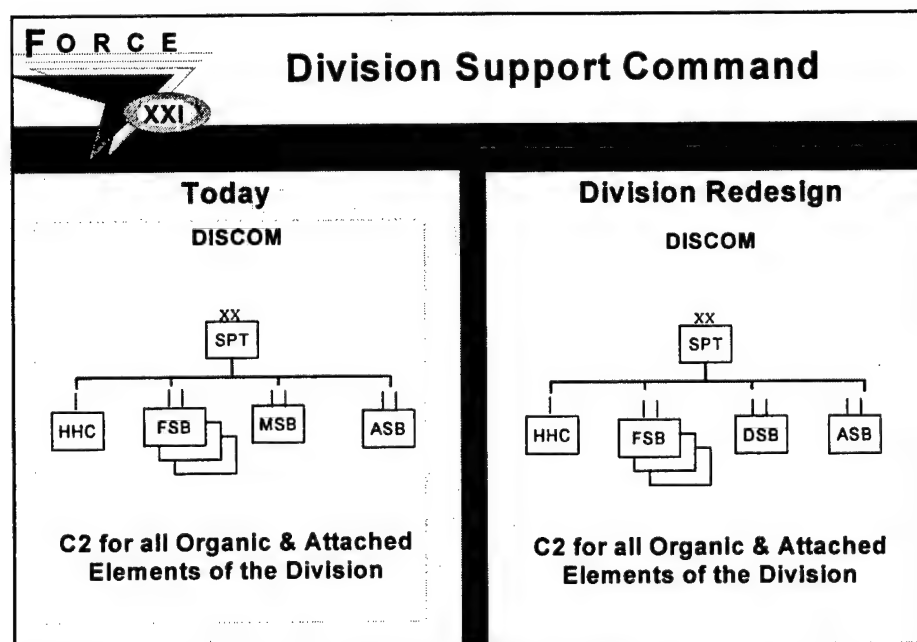 FORCE
XXI
Division Support Command
Today
DISCOM
XX
SPT
HHC
FSB
MSB
ASB
C2 for all Organic & Attached
Elements of the Division
Division Redesign
DISCOM
XX
SPT
HHC
FSB
DSB
ASB
C2 for all Organic & Attached
Elements of the Division